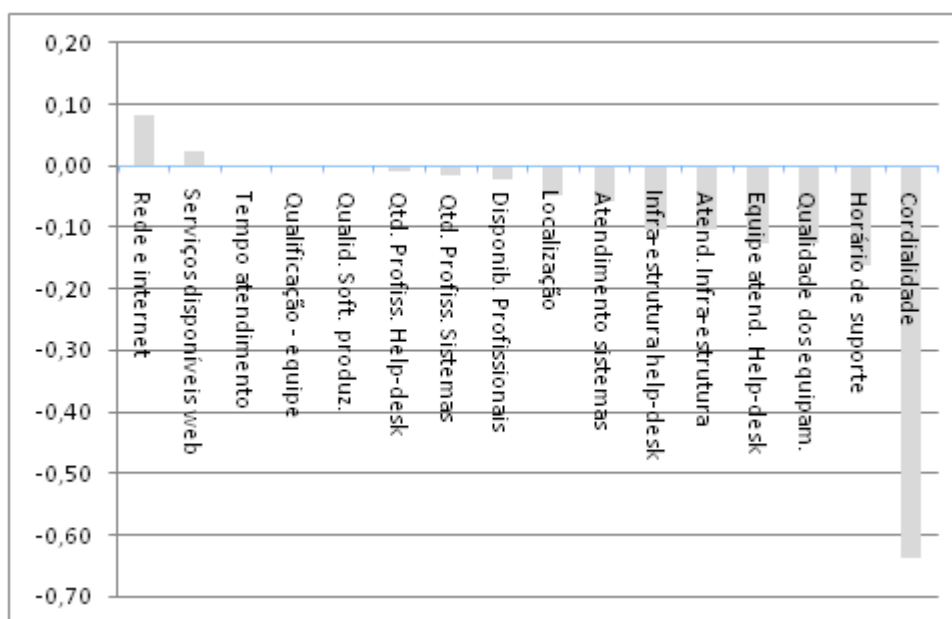 0,20
0,10
0,00
-0,10
-0,20
-0,30
-0,40
-0,50
-0,60
-0,70
Rede e internet
Serviços disponíveis web
Tempo atendimento
Qualificação - equipe
Qualid. Soft. produz.
Qtd. Profiss. Help-desk
Qtd. Profiss. Sistemas
Disponib. Profissionais
Localização
Atendimento sistemas
Infra-estrutura help-desk
Atend. Infra-estrutura
Equipe atend. Help-desk
Qualidade dos equipam.
Horário de suporte
Cordialidade